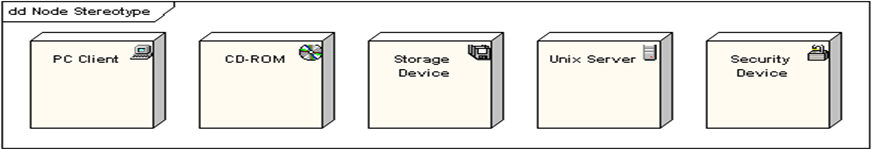 dd Node Stereotype
PC Client
CD-ROM
Storage
Device
Unix Server
Security
Device